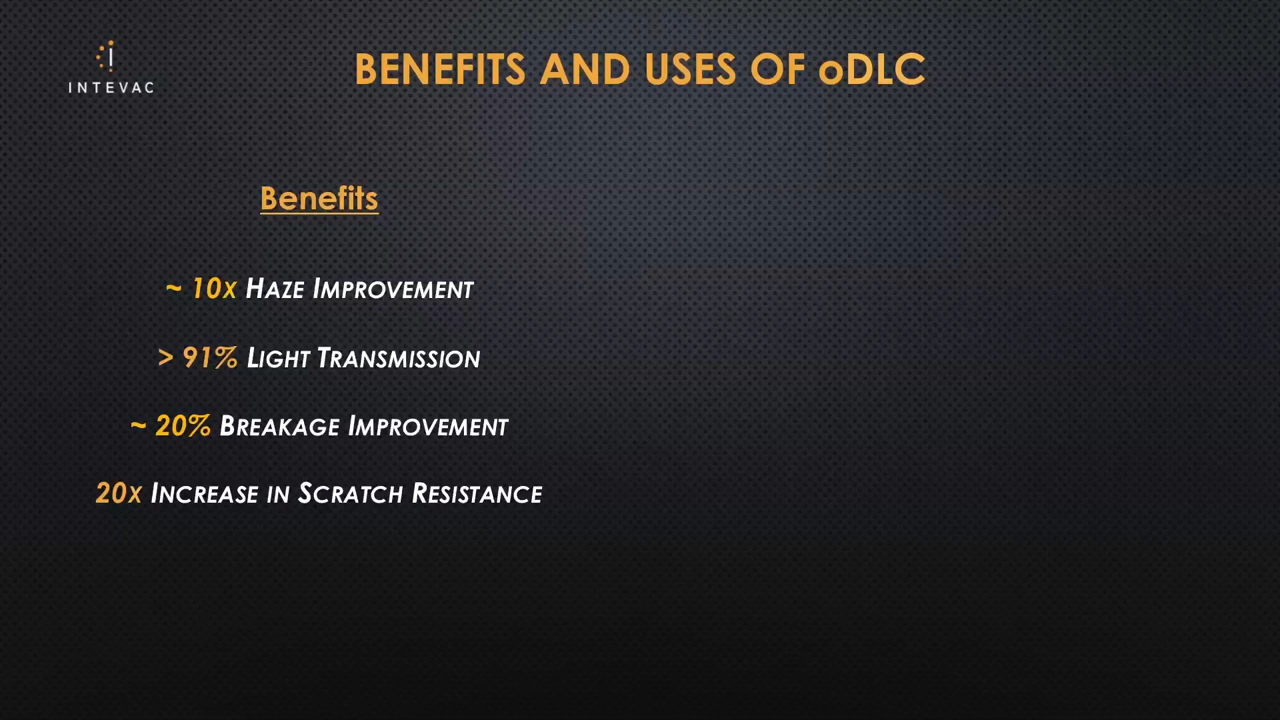 INTEVAC
BENEFITS AND USES OF oDLC
Benefits
~ 10x HAZE IMPROVEMENT
> 91% LIGHT TRANSMISSION
~ 20% BREAKAGE IMPROVEMENT
20x INCREASE IN SCRATCH RESISTANCE